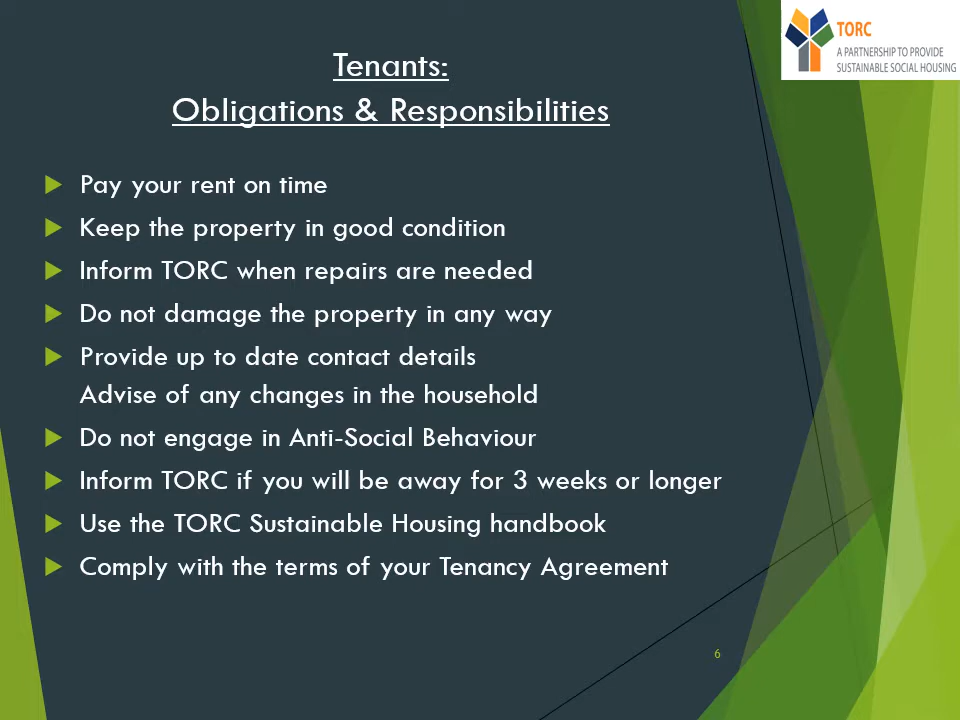 TORC
A PARTNERSHIP TO PROVIDE
SUSTAINABLE SOCIAL HOUSING
Tenants:
Obligations & Responsibilities
Pay your rent on time
Keep the property in good condition
Inform TORC when repairs are needed
Do not damage the property in any way
Provide up to date contact details
Advise of any changes in the household
Do not engage in Anti-Social Behaviour
Inform TORC if you will be away for 3 weeks or longer
Use the TORC Sustainable Housing handbook
Comply with the terms of your Tenancy Agreement
6